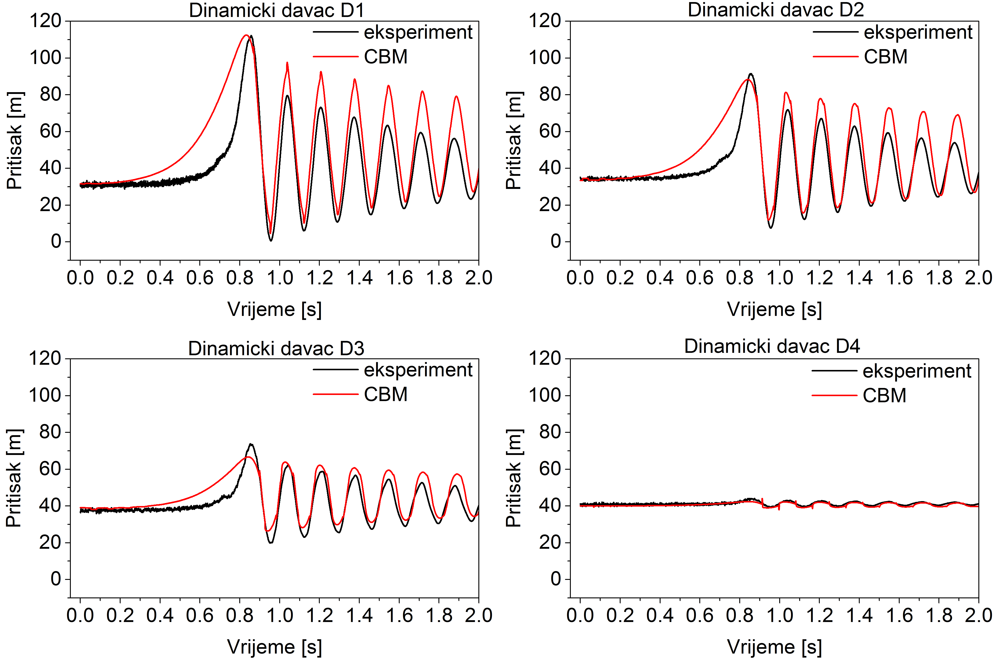 Dinamicki davac D1
eksperiment
CBM
Pritisak [m]
120
100
80
60
40
20
0
0.0 0.2 0.4 0.6 0.8 1.0 1.2 1.4 1.6 1.8 2.0
Vrijeme [s]
Dinamicki davac D2
eksperiment
CBM
Pritisak [m]
120
100
80
60
40
20
0
0.0 0.2 0.4 0.6 0.8 1.0 1.2 1.4 1.6 1.8 2.0
Vrijeme [s]
Dinamicki davac D3
eksperiment
CBM
Pritisak [m]
120
100
80
60
40
20
0
0.0 0.2 0.4 0.6 0.8 1.0 1.2 1.4 1.6 1.8 2.0
Vrijeme [s]
Dinamicki davac D4
eksperiment
CBM
Pritisak [m]
120
100
80
60
40
20
0
0.0 0.2 0.4 0.6 0.8 1.0 1.2 1.4 1.6 1.8 2.0
Vrijeme [s]